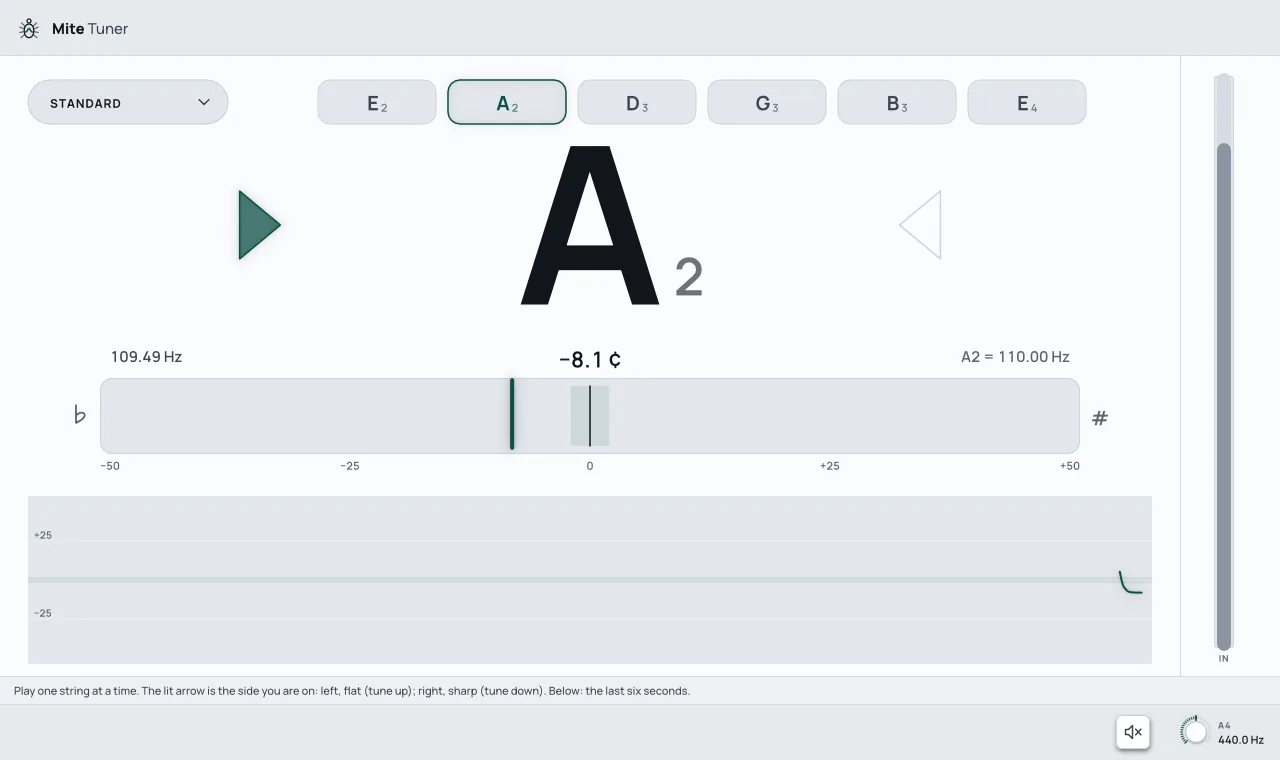 Mite Tuner
STANDARD
E2 A2 D3 G3 B3 E4
A2
109.49 Hz
−8.1 ¢
A2 = 110.00 Hz
♭
#
−50 −25 0 +25 +50
+25
−25
IN
Play one string at a time. The lit arrow is the side you are on: left, flat (tune up); right, sharp (tune down). Below: the last six seconds.
A4
440.0 Hz